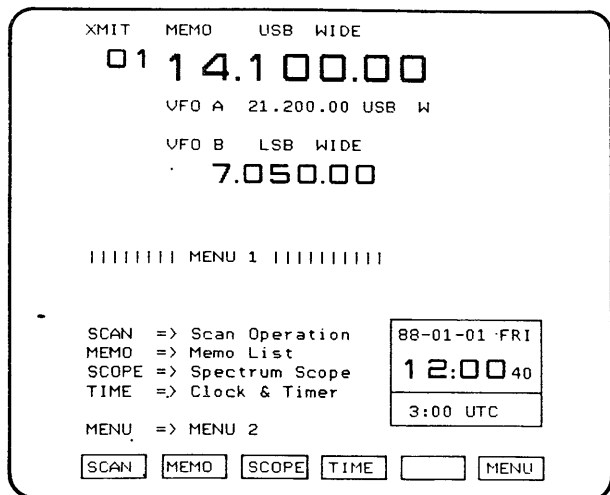 XMIT MEMO USB WIDE
01 14.100.00
VFO A 21.200.00 USB W
VFO B LSB WIDE
7.050.00
|||||||| MENU 1 ||||||||||
SCAN => Scan Operation
MEMO => Memo List
SCOPE => Spectrum Scope
TIME => Clock & Timer
MENU => MENU 2
88-01-01 FRI
12:00 40
3:00 UTC
SCAN MEMO SCOPE TIME MENU